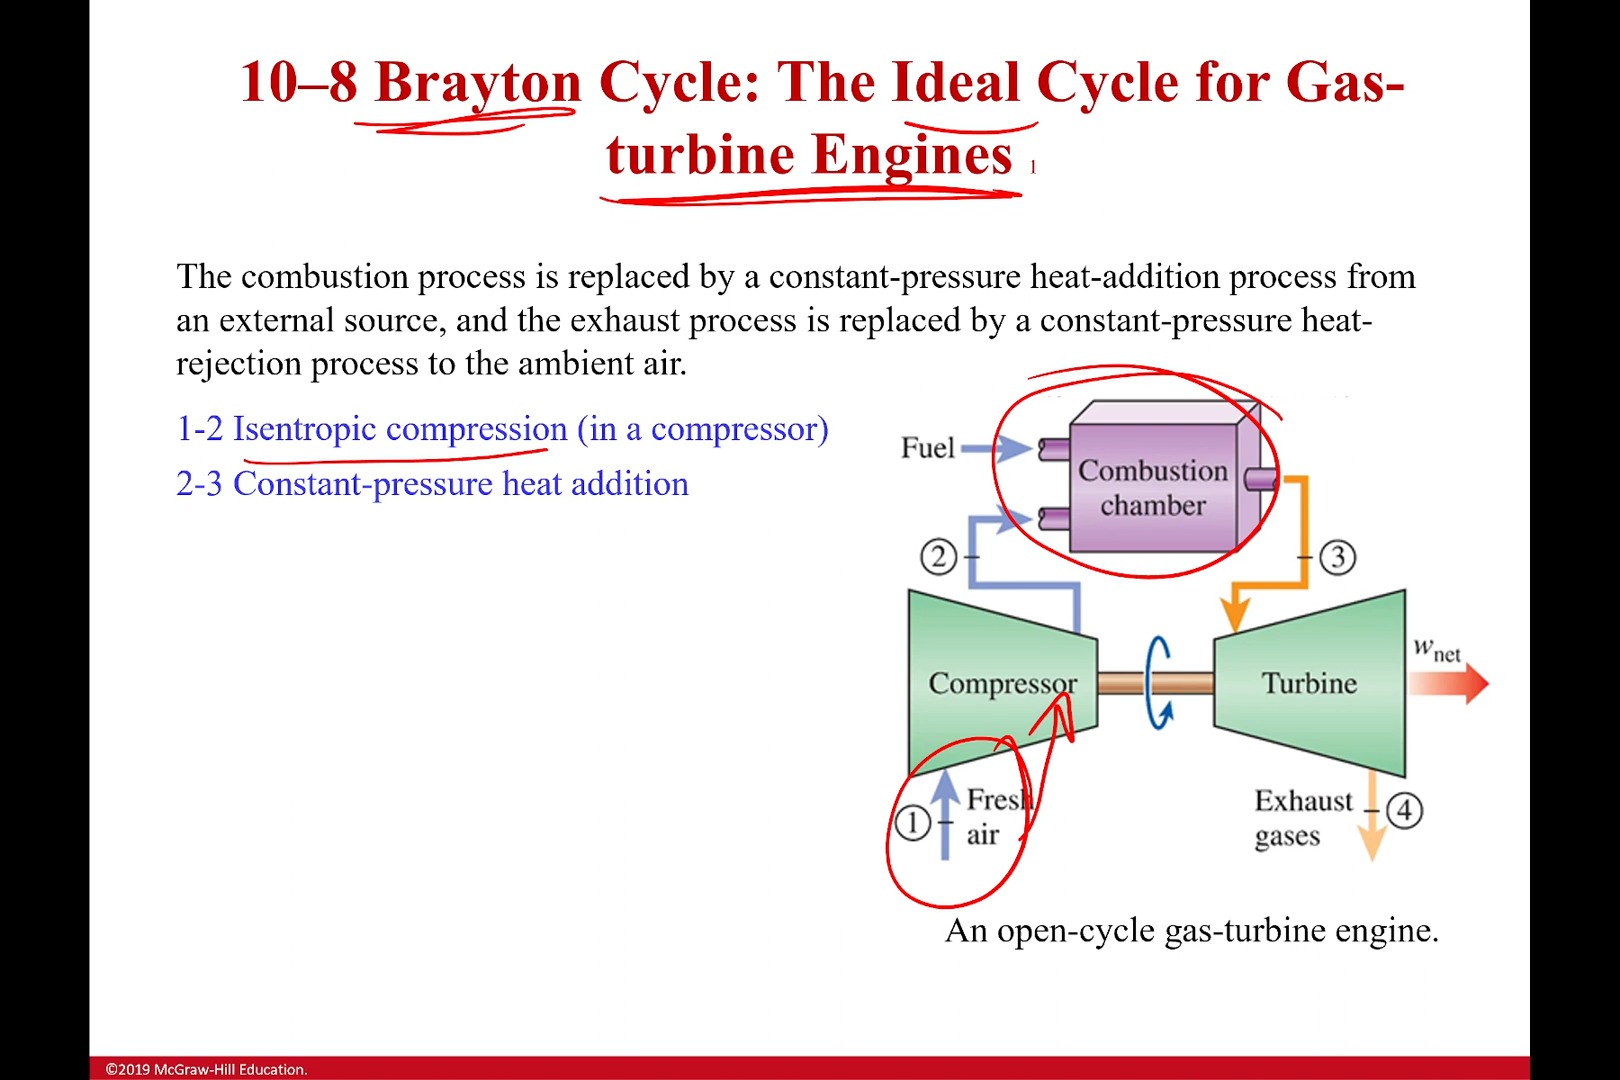 10–8 Brayton Cycle: The Ideal Cycle for Gas-
turbine Engines 1
The combustion process is replaced by a constant-pressure heat-addition process from
an external source, and the exhaust process is replaced by a constant-pressure heat-
rejection process to the ambient air.
1-2 Isentropic compression (in a compressor)
2-3 Constant-pressure heat addition
Fuel
Combustion
chamber
2
3
Compressor
Turbine
wnet
1
Fresh
air
Exhaust
gases
4
An open-cycle gas-turbine engine.
©2019 McGraw-Hill Education.